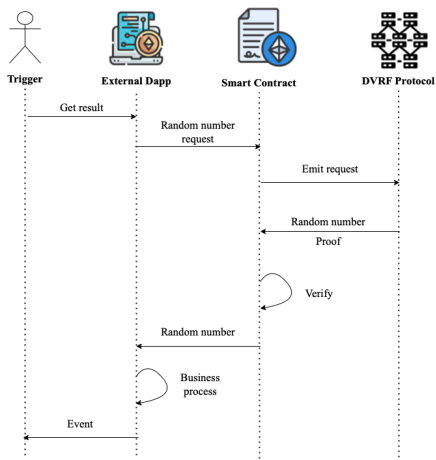 Trigger
External Dapp
Smart Contract
DVRF Protocol
Get result
Random number
request
Emit request
Random number
Proof
Verify
Random number
Business
process
Event